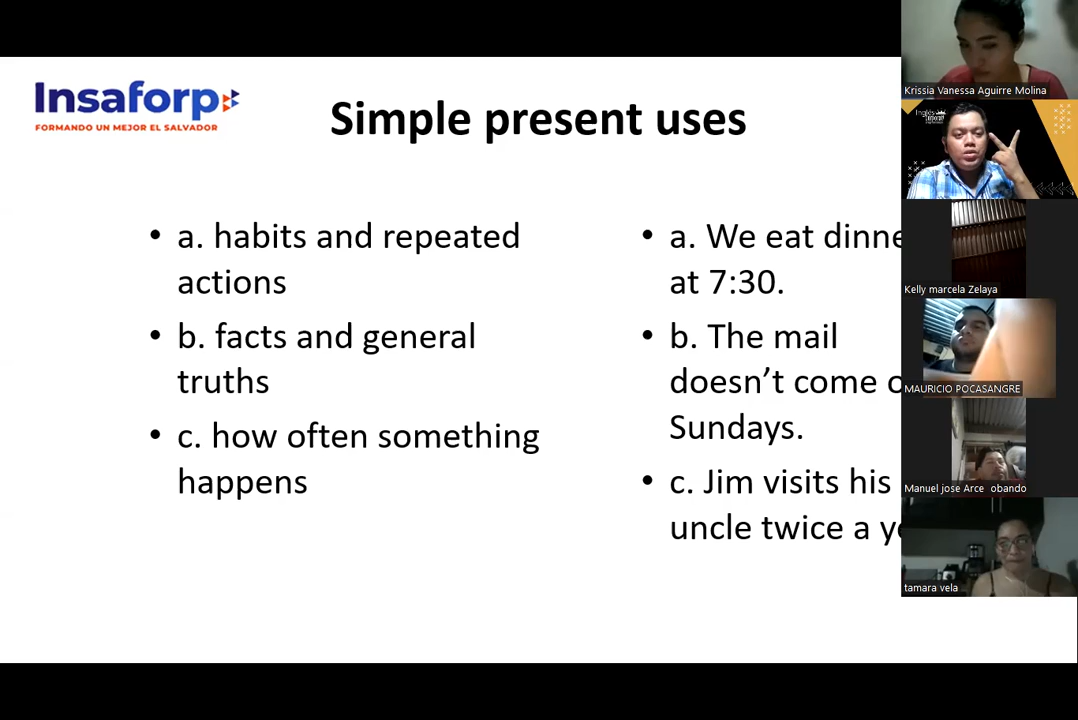 Insaforp
FORMANDO UN MEJOR EL SALVADOR
Simple present uses
• a. habits and repeated
actions
• b. facts and general
truths
• c. how often something
happens
• a. We eat dinne
at 7:30.
• b. The mail
doesn’t come
Sundays.
• c. Jim visits his
uncle twice a y
Krissia Vanessa Aguirre Molina
Inglés
Kelly marcela Zelaya
MAURICIO POCASANGRE
Manuel jose Arce obando
tamara vela